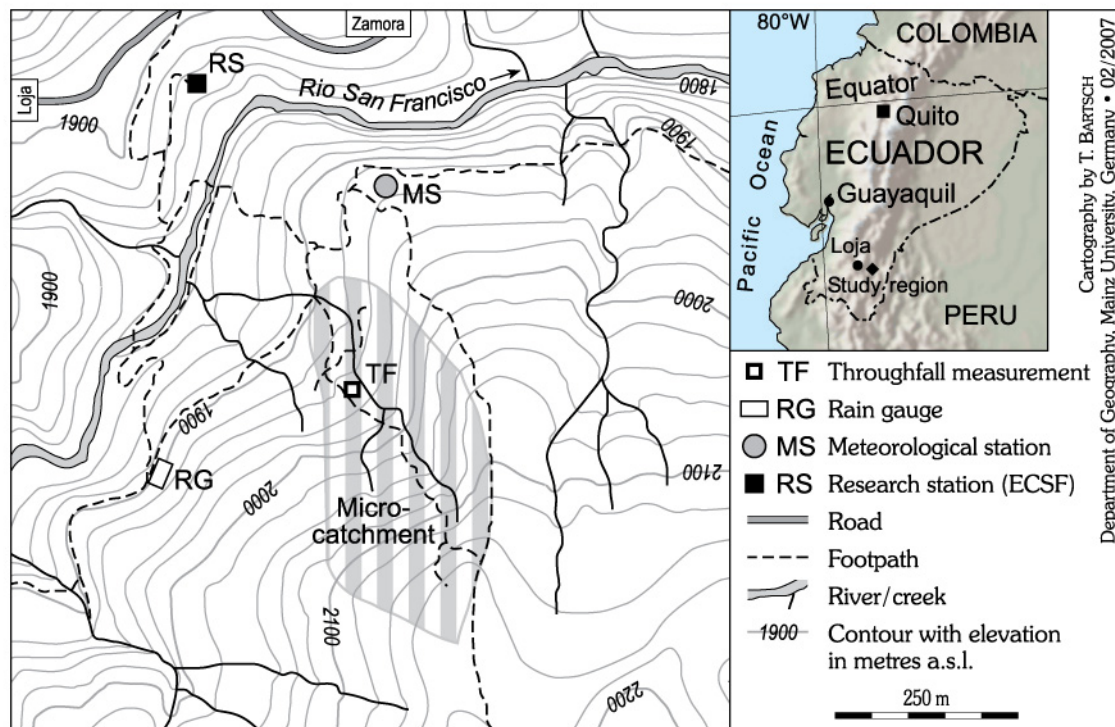 Zamora
Loja
RS
Rio San Francisco
1800
1900
1900
MS
1900
2000
TF
1900
RG
2000
2100
Micro-
catchment
2100
2200
80°W
COLOMBIA
Equator
Quito
ECUADOR
Guayaquil
Pacific Ocean
Loja
Study region
PERU
TF Throughfall measurement
RG Rain gauge
MS Meteorological station
RS Research station (ECSF)
Road
Footpath
River/creek
1900 Contour with elevation
in metres a.s.l.
250 m
Department of Geography, Mainz University, Germany • 02/2007
Cartography by T. BARTSCH